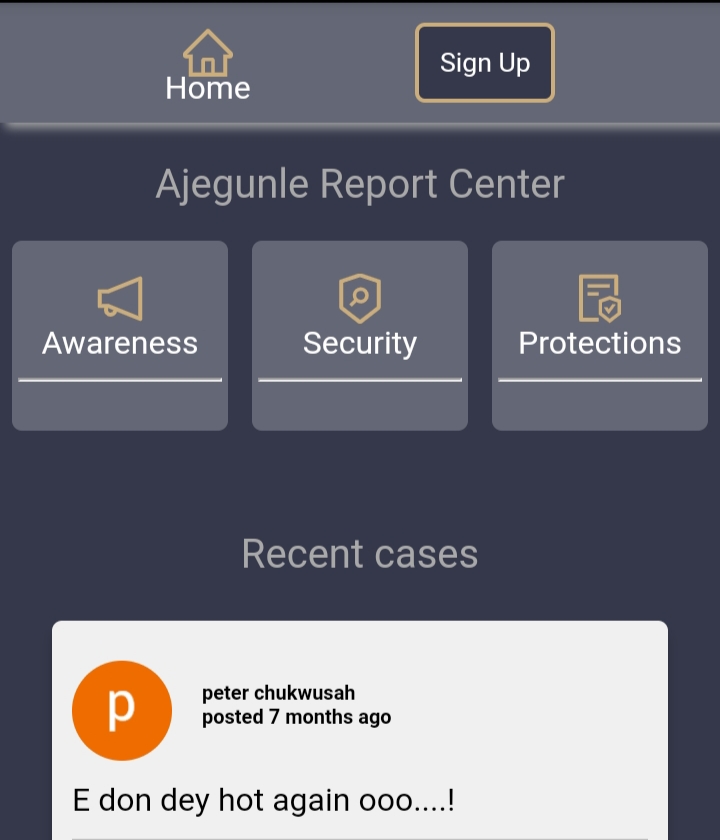 Home
Sign Up
Ajegunle Report Center
Awareness
Security
Protections
Recent cases
p
peter chukwusah
posted 7 months ago
E don dey hot again ooo....!